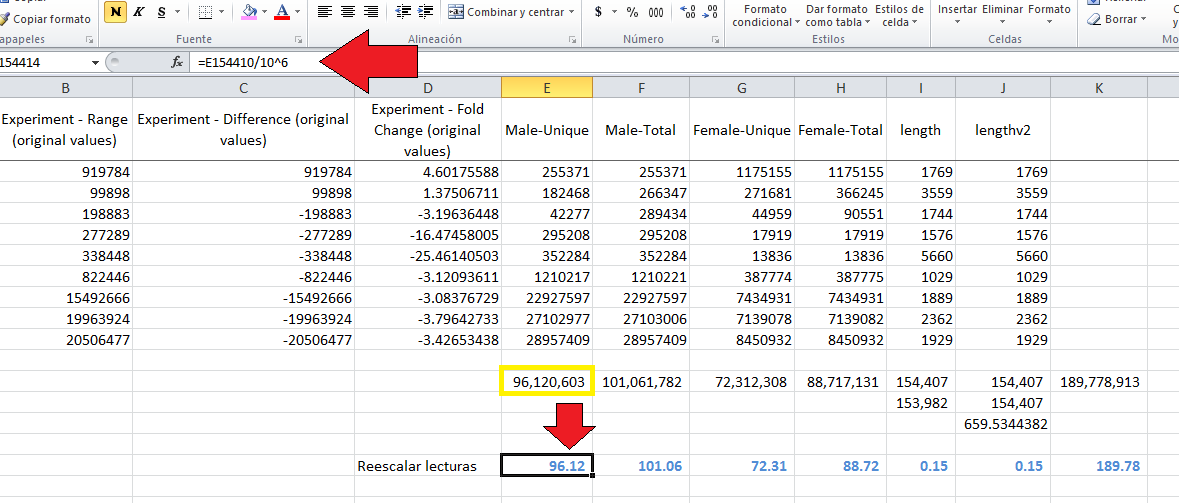 Copiar formato
N K S
A
Combinar y centrar
$ % 000
Formato condicional
Dar formato como tabla
Estilos de celda
Insertar Eliminar Formato
Borrar
Fuente
Alineación
Número
Estilos
Celdas
154414 fx =E154410/10^6
B C D E F G H I J K
Experiment - Range (original values)
Experiment - Difference (original values)
Experiment - Fold Change (original values)
Male-Unique Male-Total Female-Unique Female-Total length lengthv2
919784 919784 4.60175588 255371 255371 1175155 1175155 1769 1769
99898 99898 1.37506711 182468 266347 271681 366245 3559 3559
198883 -198883 -3.19636448 42277 289434 44959 90551 1744 1744
277289 -277289 -16.47458005 295208 295208 17919 17919 1576 1576
338448 -338448 -25.46140503 352284 352284 13836 13836 5660 5660
822446 -822446 -3.12093611 1210217 1210221 387774 387775 1029 1029
15492666 -15492666 -3.08376729 22927597 22927597 7434931 7434931 1889 1889
19963924 -19963924 -3.79642733 27102977 27103006 7139078 7139082 2362 2362
20506477 -20506477 -3.42653438 28957409 28957409 8450932 8450932 1929 1929
96,120,603 101,061,782 72,312,308 88,717,131 154,407 154,407 189,778,913
153,982 154,407
659.5344382
Reescalar lecturas 96.12 101.06 72.31 88.72 0.15 0.15 189.78